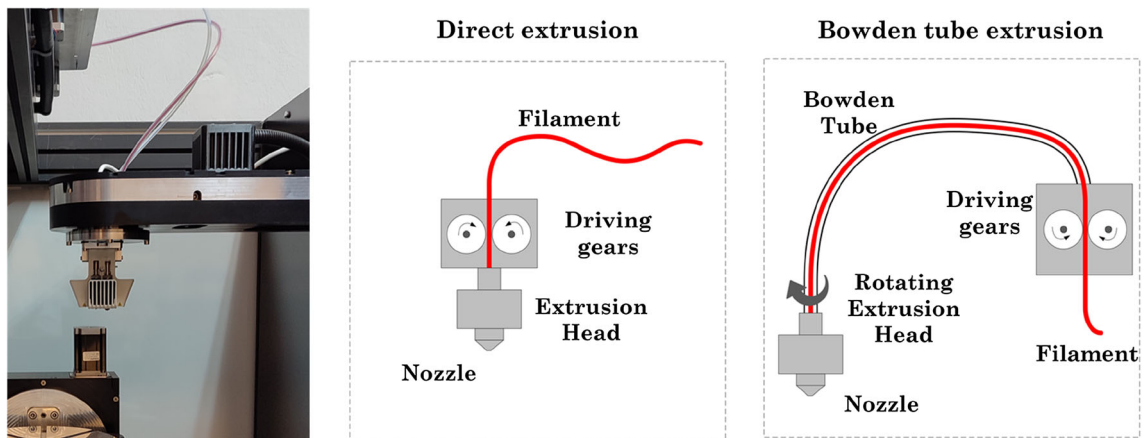 Direct extrusion
Filament
Driving
gears
Extrusion
Head
Nozzle
Bowden tube extrusion
Bowden
Tube
Driving
gears
Rotating
Extrusion
Head
Filament
Nozzle